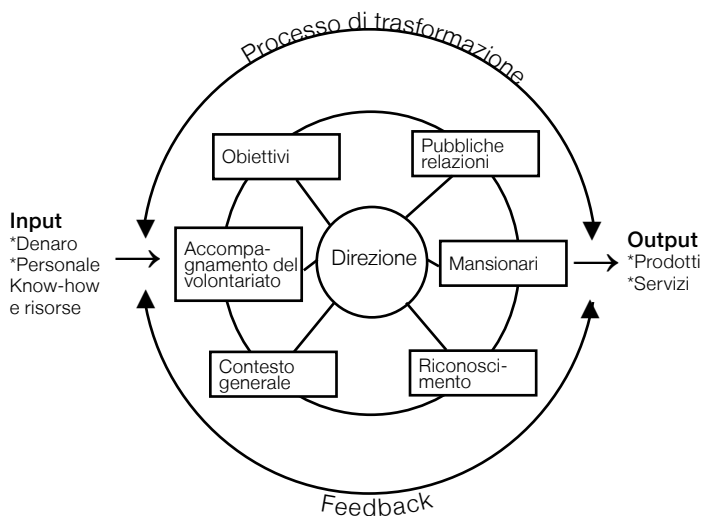 Processo di trasformazione
Obiettivi
Pubbliche
relazioni
Input
*Denaro
*Personale
Know-how
e risorse
Accompa-
gnamento del
volontariato
Direzione
Mansionari
Output
*Prodotti
*Servizi
Contesto
generale
Riconosci-
mento
Feedback